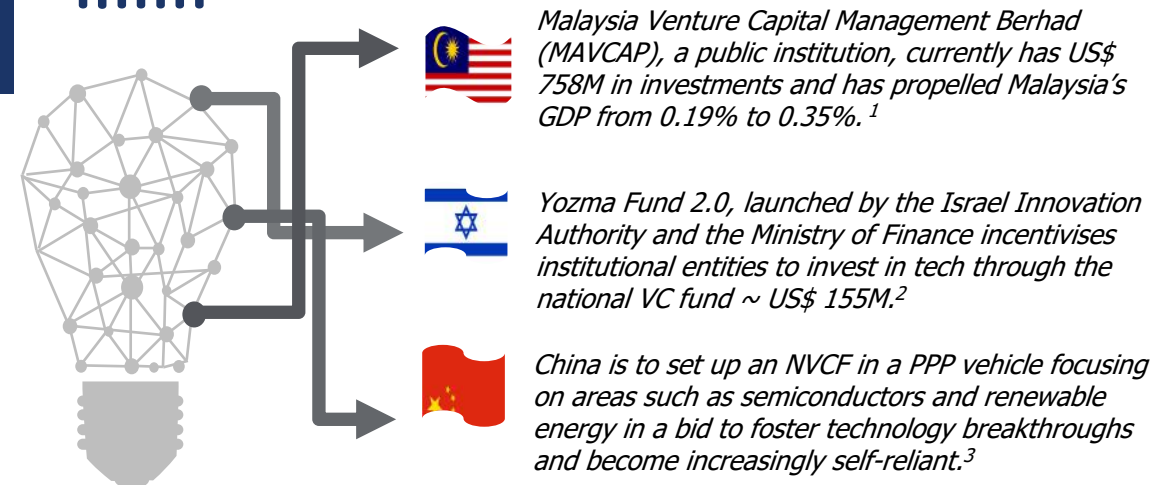 Malaysia Venture Capital Management Berhad
(MAVCAP), a public institution, currently has US$
758M in investments and has propelled Malaysia's
GDP from 0.19% to 0.35%. 1
Yozma Fund 2.0, launched by the Israel Innovation
Authority and the Ministry of Finance incentivises
institutional entities to invest in tech through the
national VC fund ~ US$ 155M.2
China is to set up an NVCF in a PPP vehicle focusing
on areas such as semiconductors and renewable
energy in a bid to foster technology breakthroughs
and become increasingly self-reliant.3